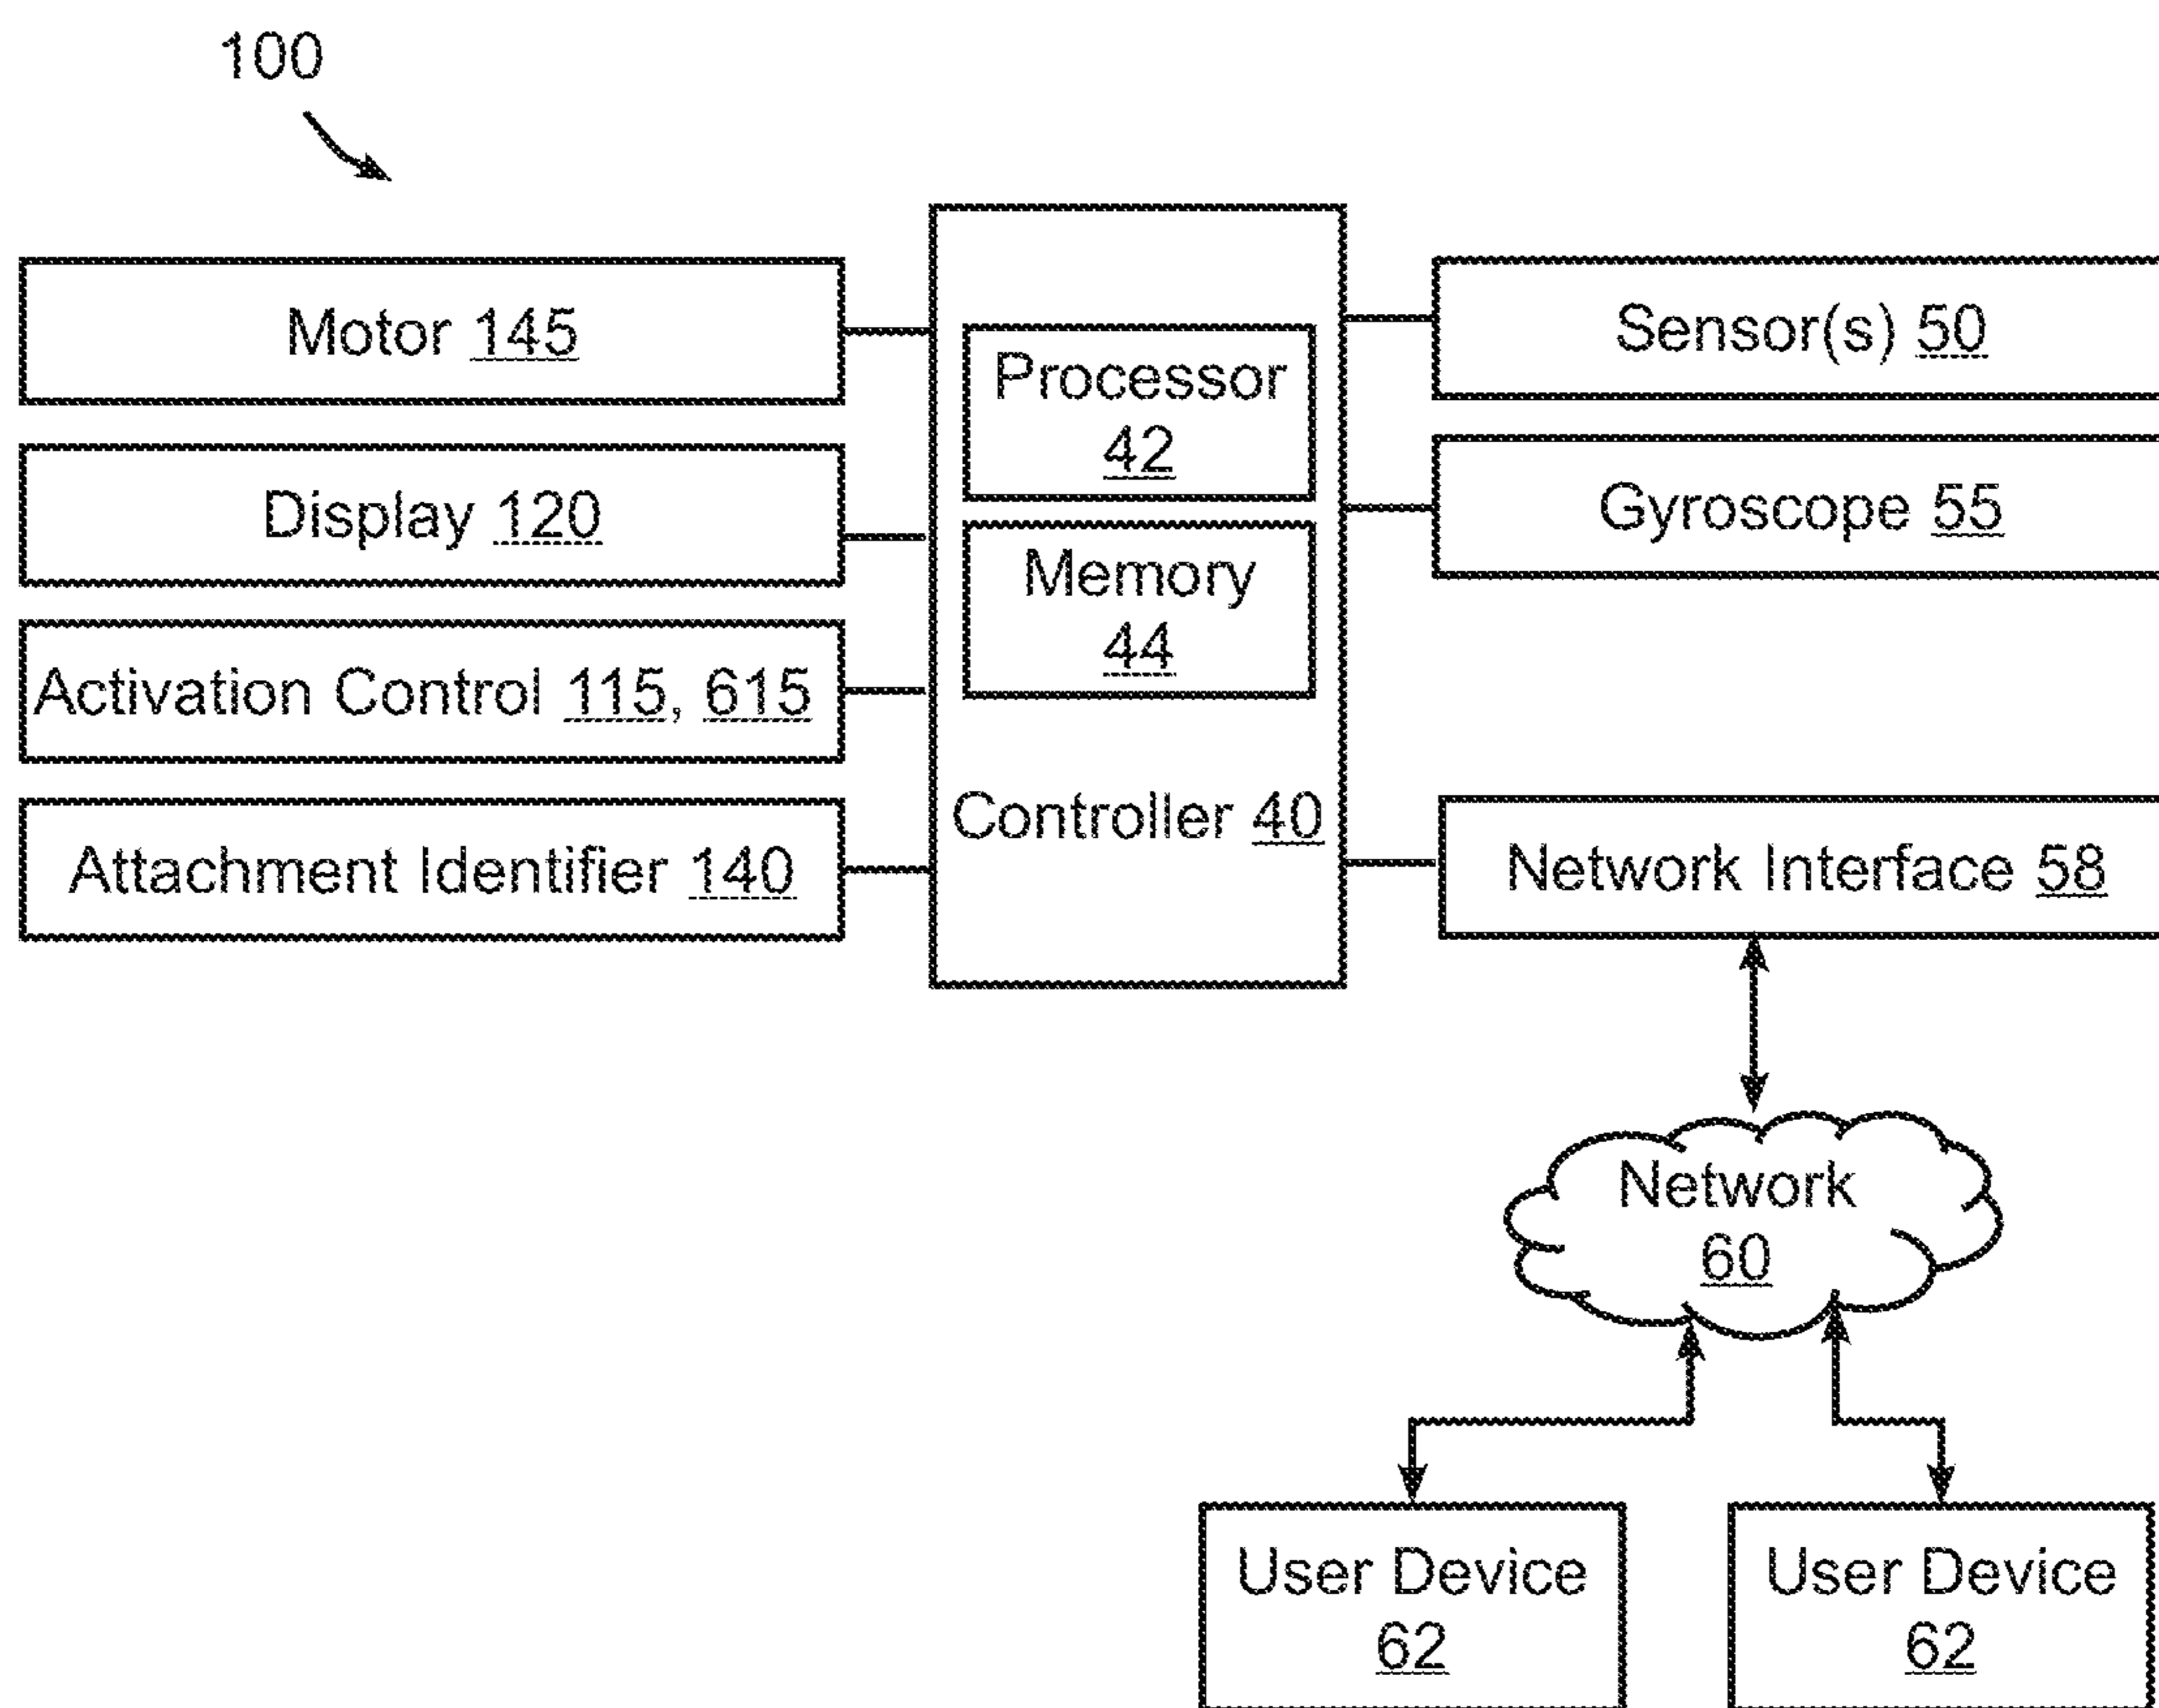 100
Motor 145
Display 120
Activation Control 115, 615
Attachment Identifier 140
Processor
42
Memory
44
Controller 40
Sensor(s) 50
Gyroscope 55
Network Interface 58
Network
60
User Device
62
User Device
62